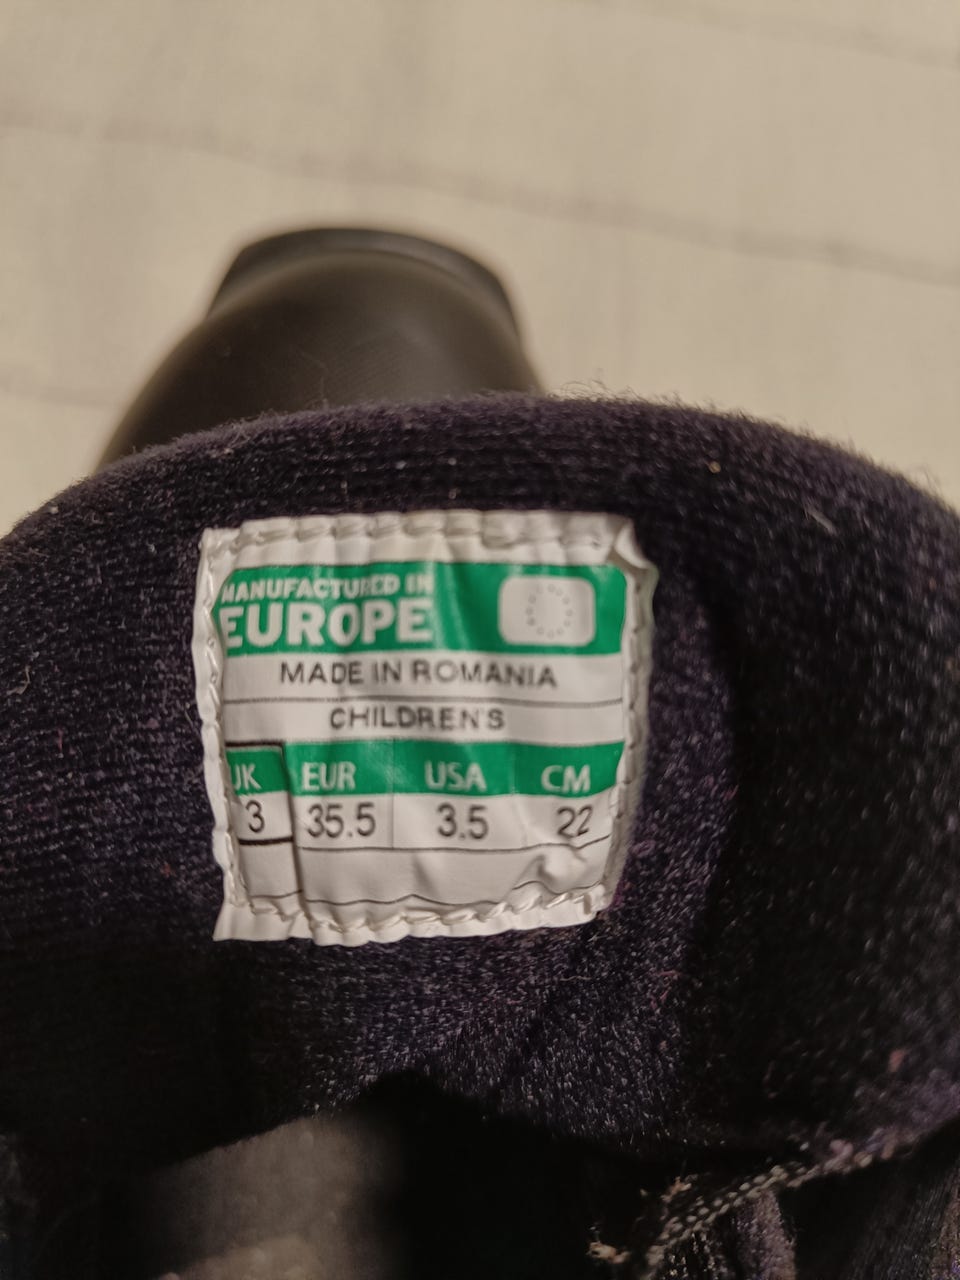 MANUFACTURED IN
EUROPE
MADE IN ROMANIA
CHILDREN'S
UK EUR USA CM
3 35.5 3.5 22